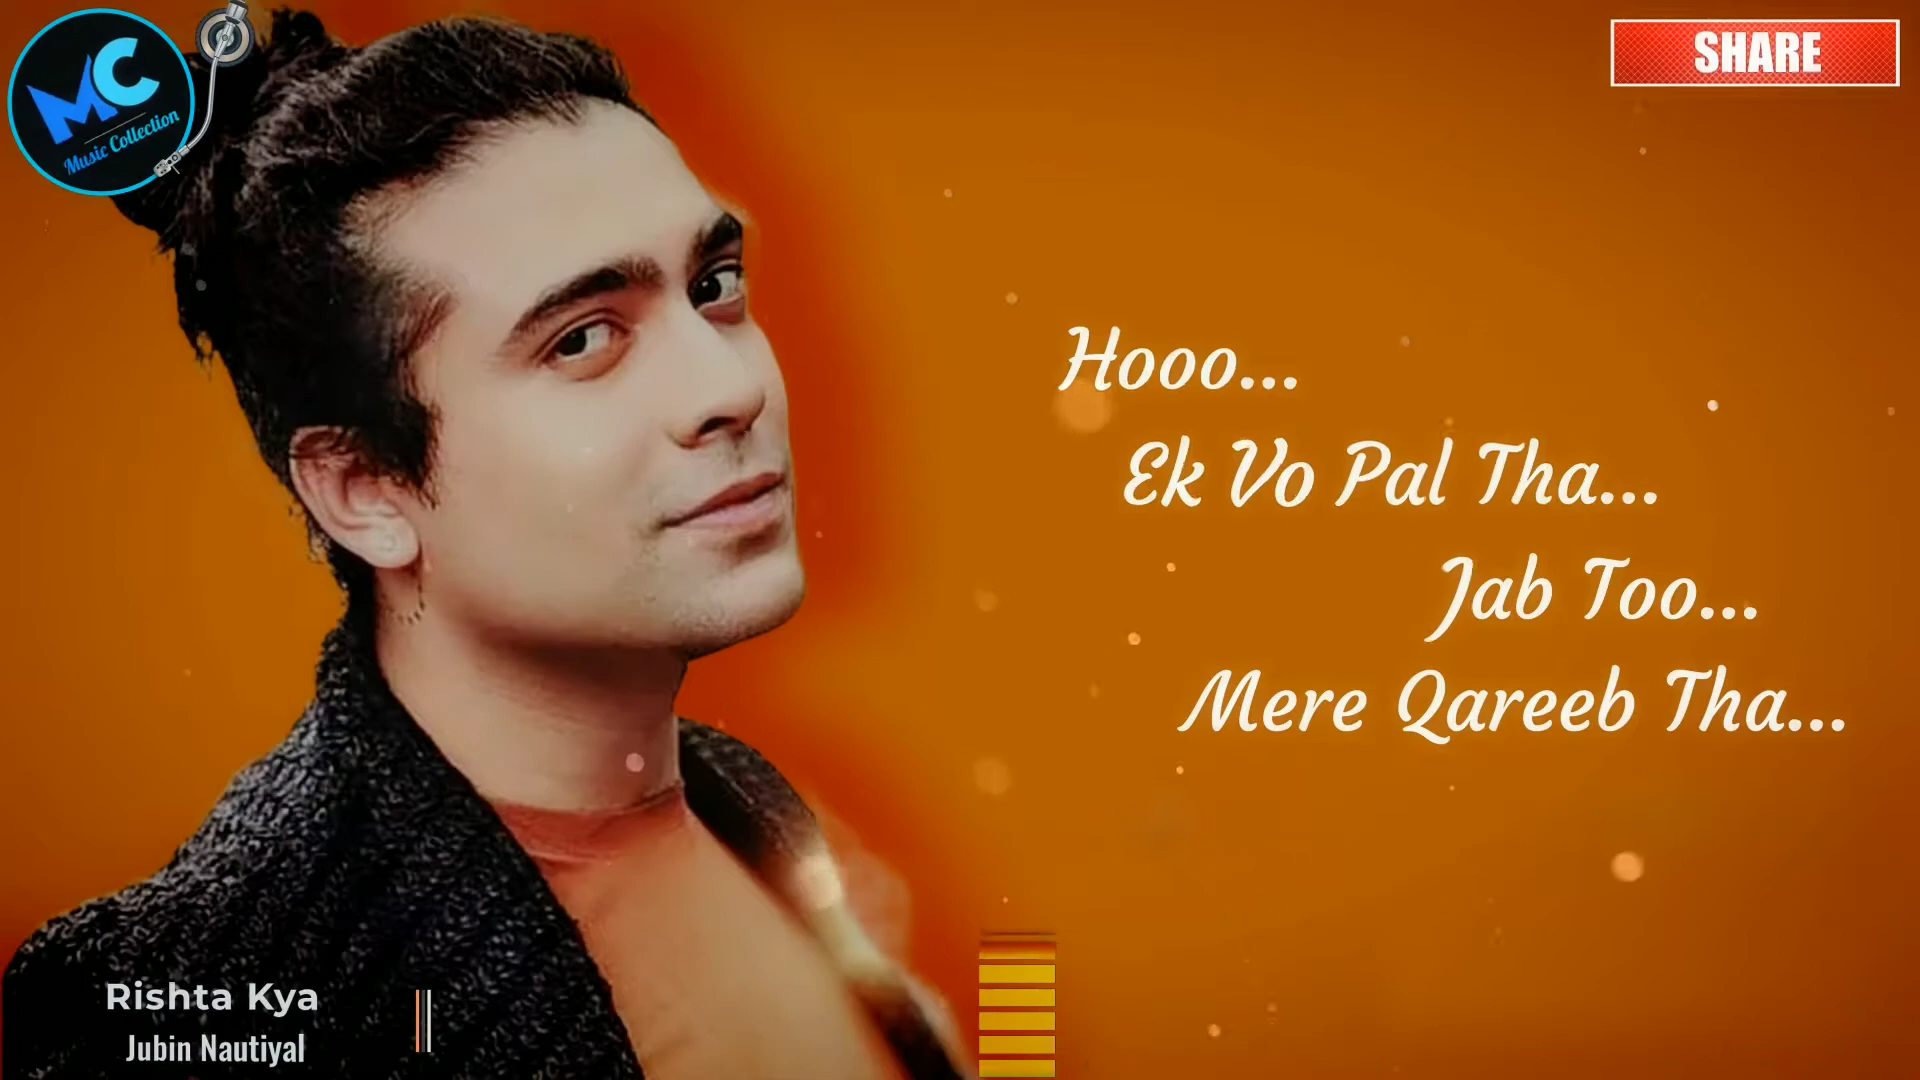 MC
Music Collection
SHARE
Hooo...
Ek Vo Pal Tha...
Jab Too...
Mere Qareeb Tha...
Rishta Kya
Jubin Nautiyal